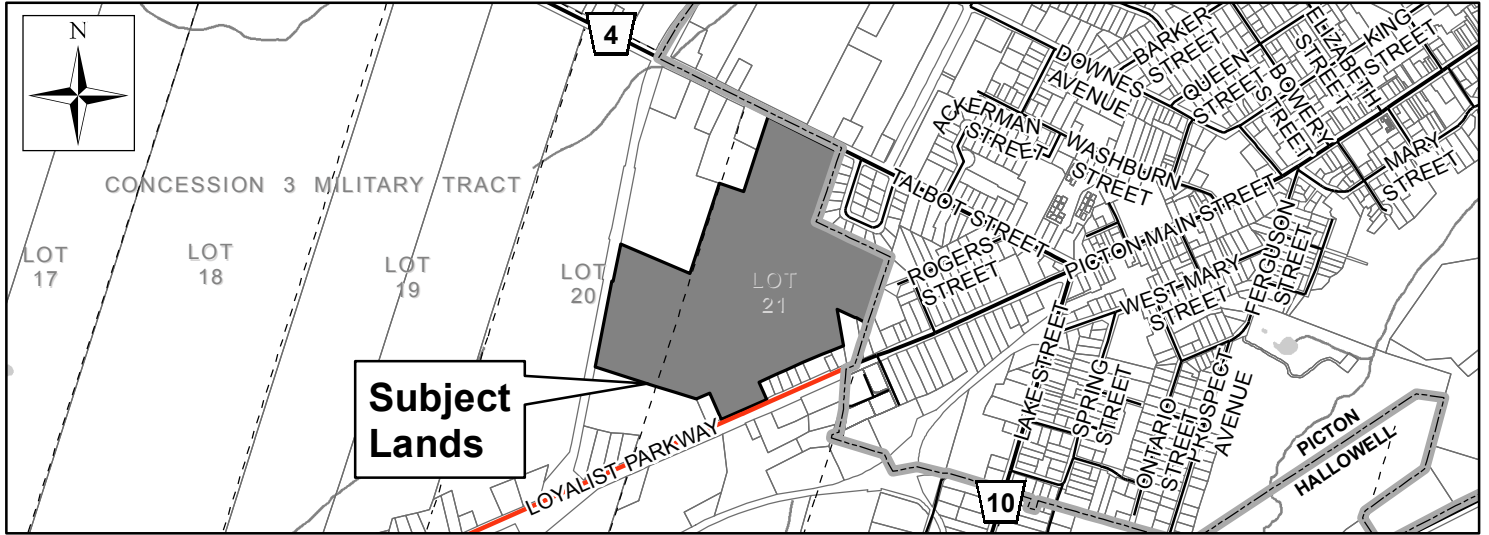 N
4
BARKER
STREET
ELIZABETH
STREET
KING
STREET
DOWNES
AVENUE
QUEEN
STREET
BOWERY
STREET
ACKERMAN
STREET
WASHBURN
STREET
MARY
STREET
CONCESSION 3 MILITARY TRACT
TALBOT STREET
PICTON MAIN STREET
FERGUSON
STREET
LOT
17
LOT
18
LOT
19
LOT
20
LOT
21
ROGERS
STREET
WEST MARY
STREET
Subject
Lands
LAKE STREET
SPRING
STREET
ONTARIO
STREET
PROSPECT
AVENUE
LOYALIST PARKWAY
PICTON
HALLOWELL
10